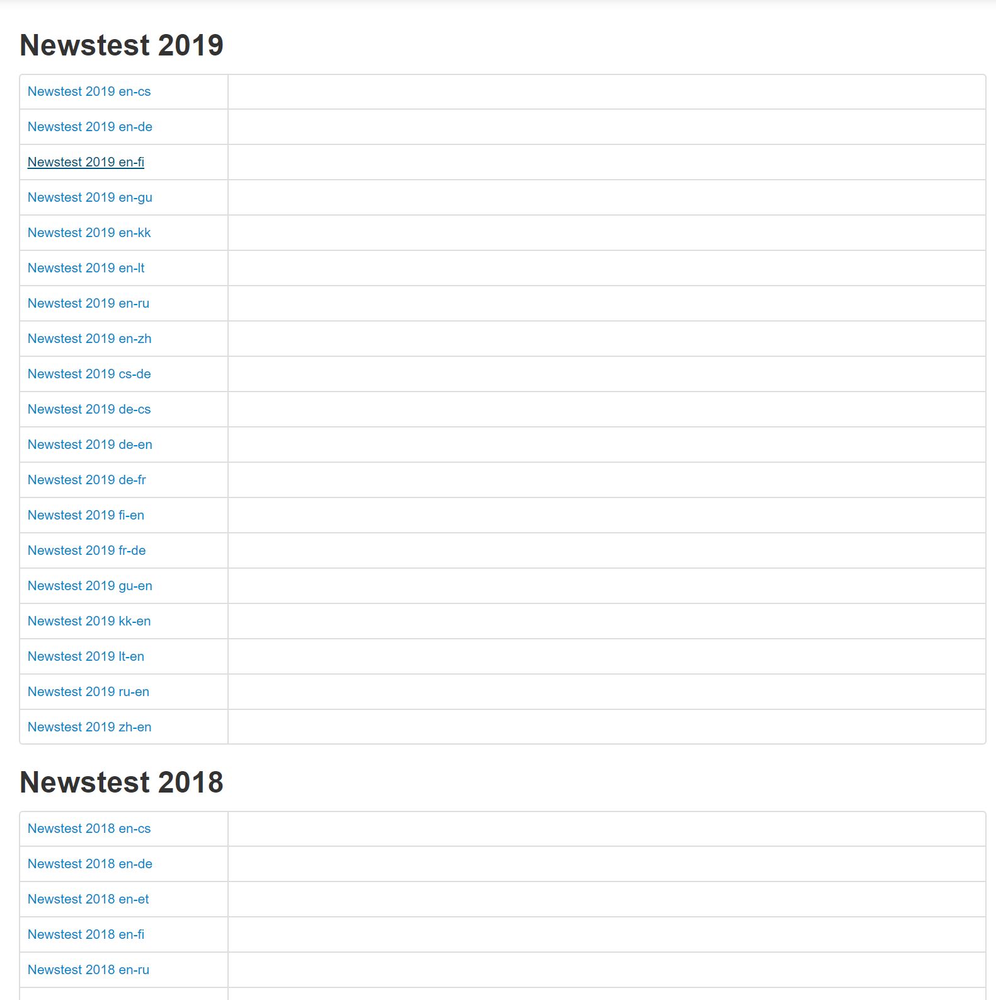 Newstest 2019
Newstest 2019 en-cs
Newstest 2019 en-de
Newstest 2019 en-fi
Newstest 2019 en-gu
Newstest 2019 en-kk
Newstest 2019 en-lt
Newstest 2019 en-ru
Newstest 2019 en-zh
Newstest 2019 cs-de
Newstest 2019 de-cs
Newstest 2019 de-en
Newstest 2019 de-fr
Newstest 2019 fi-en
Newstest 2019 fr-de
Newstest 2019 gu-en
Newstest 2019 kk-en
Newstest 2019 lt-en
Newstest 2019 ru-en
Newstest 2019 zh-en
Newstest 2018
Newstest 2018 en-cs
Newstest 2018 en-de
Newstest 2018 en-et
Newstest 2018 en-fi
Newstest 2018 en-ru